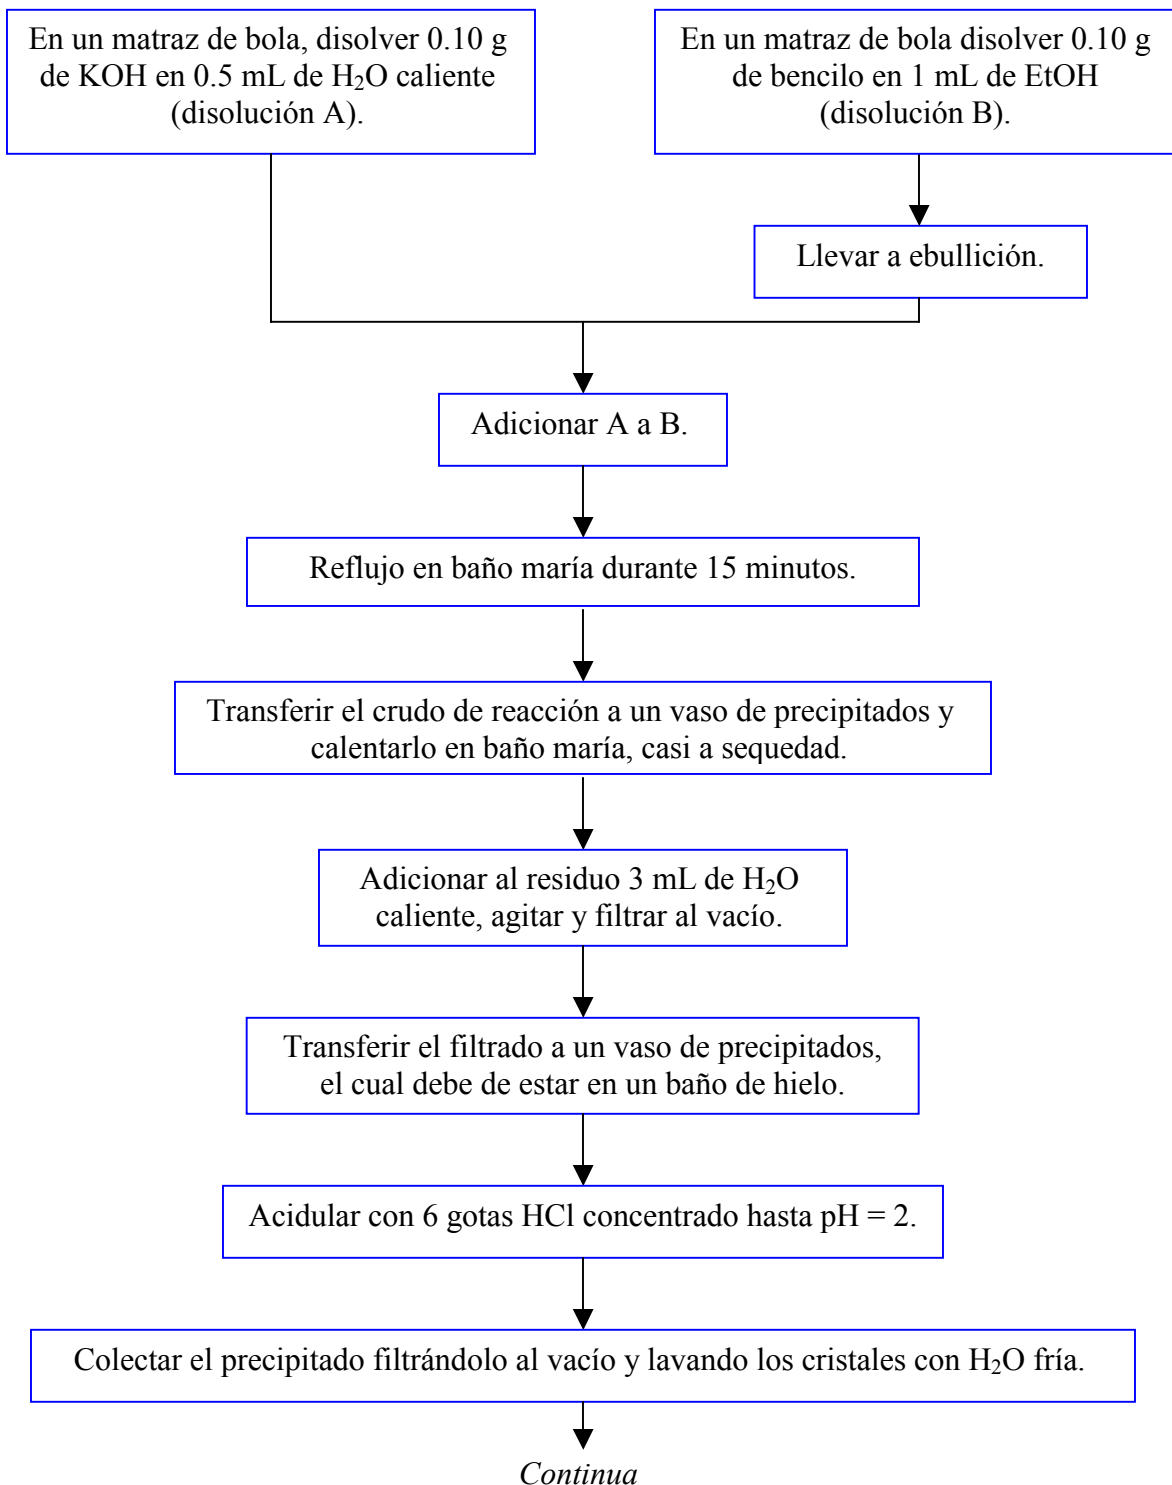 En un matraz de bola, disolver 0.10 g
de KOH en 0.5 mL de H₂O caliente
(disolución A).
En un matraz de bola disolver 0.10 g
de bencilo en 1 mL de EtOH
(disolución B).
Llevar a ebullición.
Adicionar A a B.
Reflujo en baño maría durante 15 minutos.
Transferir el crudo de reacción a un vaso de precipitados y
calentarlo en baño maría, casi a sequedad.
Adicionar al residuo 3 mL de H₂O
caliente, agitar y filtrar al vacío.
Transferir el filtrado a un vaso de precipitados,
el cual debe de estar en un baño de hielo.
Acidular con 6 gotas HCl concentrado hasta pH = 2.
Colectar el precipitado filtrándolo al vacío y lavando los cristales con H₂O fría.
Continua